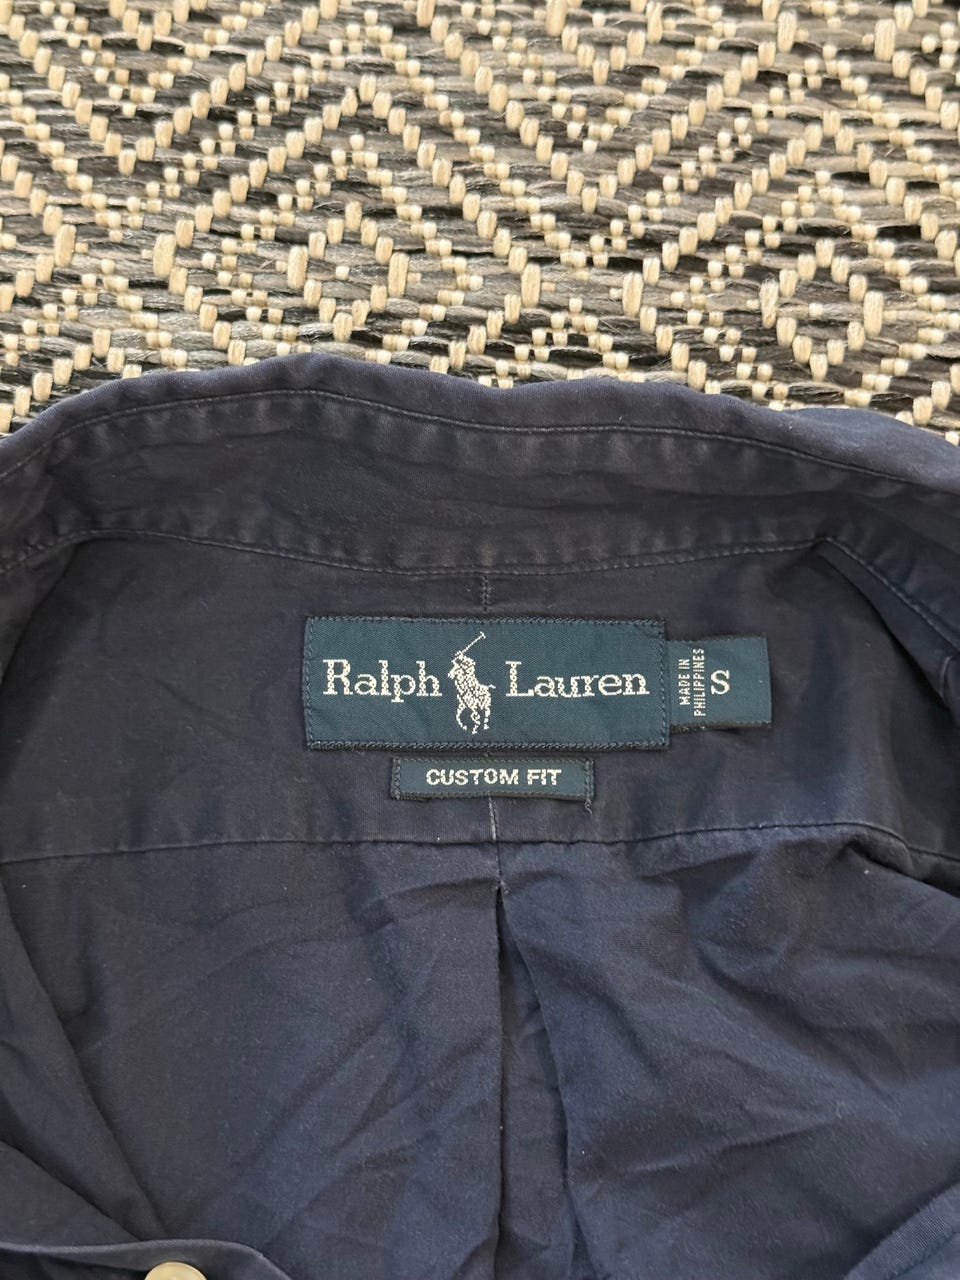 Ralph Lauren
MADE IN
PHILIPPINES
S
CUSTOM FIT